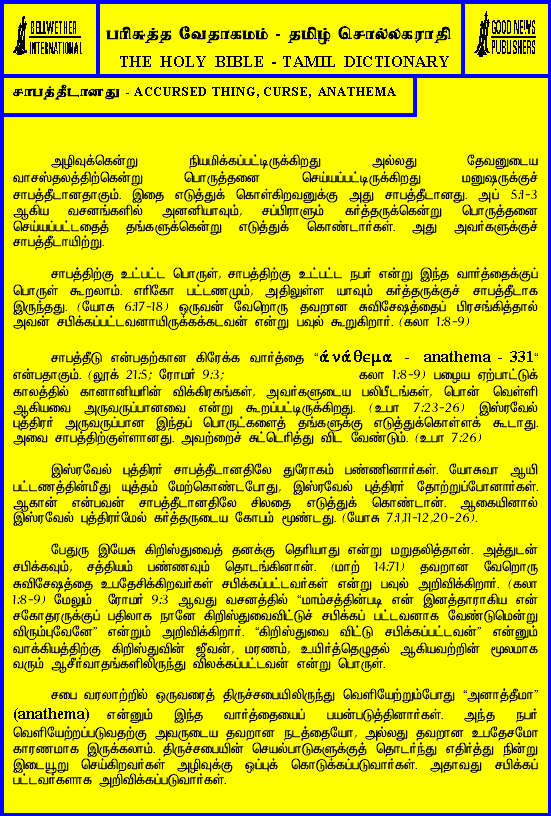 BELLWETHER
INTERNATIONAL
பரிசுத்த வேதாகமம் - தமிழ் சொல்லகராதி
THE HOLY BIBLE - TAMIL DICTIONARY
GOOD NEWS
PUBLISHERS
சாபத்தீடானது - ACCURSED THING, CURSE, ANATHEMA
அழிவுக்கென்று நியமிக்கப்பட்டிருக்கிறது அல்லது தேவனுடைய
வாசஸ்தலத்திற்கென்று பொருத்தனை செய்யப்பட்டிருக்கிறது மனுஷருக்குச்
சாபத்தீடானதாகும். இதை எடுத்துக் கொள்கிறவனுக்கு அது சாபத்தீடானது. அப் 5:1-3
ஆகிய வசனங்களில் அனனியாவும், சப்பிராளும் கர்த்தருக்கென்று பொருத்தனை
செய்யப்பட்டதைத் தங்களுக்கென்று எடுத்துக் கொண்டார்கள். அது அவர்களுக்குச்
சாபத்தீடாயிற்று.
சாபத்திற்கு உட்பட்ட பொருள், சாபத்திற்கு உட்பட்ட நபர் என்று இந்த வார்த்தைக்குப்
பொருள் கூறலாம். எரிகோ பட்டணமும், அதிலுள்ள யாவும் கர்த்தருக்குச் சாபத்தீடாக
இருந்தது. (யோசு 6:17-18) ஒருவன் வேறொரு தவறான சுவிசேஷத்தைப் பிரசங்கித்தால்
அவன் சபிக்கப்பட்டவனாயிருக்கக்கடவன் என்று பவுல் கூறுகிறார். (கலா 1:8-9)
சாபத்தீடு என்பதற்கான கிரேக்க வார்த்தை “ἀνάθεμα - anathema - 331“
என்பதாகும். (லூக் 21:5; ரோமர் 9:3; கலா 1:8-9) பழைய ஏற்பாட்டுக்
காலத்தில் கானானியரின் விக்கிரகங்கள், அவர்களுடைய பலிபீடங்கள், பொன் வெள்ளி
ஆகியவை அருவருப்பானவை என்று கூறப்பட்டிருக்கிறது. (உபா 7:23-26) இஸ்ரவேல்
புத்திரர் அருவருப்பான இந்தப் பொருட்களைத் தங்களுக்கு எடுத்துக்கொள்ளக் கூடாது.
அவை சாபத்திற்குள்ளானது. அவற்றைச் சுட்டெரித்து விட வேண்டும். (உபா 7:26)
இஸ்ரவேல் புத்திரர் சாபத்தீடானதிலே துரோகம் பண்ணினார்கள். யோசுவா ஆயி
பட்டணத்தின்மீது யுத்தம் மேற்கொண்டபோது, இஸ்ரவேல் புத்திரர் தோற்றுப்போனார்கள்.
ஆகான் என்பவன் சாபத்தீடானதிலே சிலதை எடுத்துக் கொண்டான். ஆகையினால்
இஸ்ரவேல் புத்திரர்மேல் கர்த்தருடைய கோபம் மூண்டது. (யோசு 7:1,11-12,20-26).
பேதுரு இயேசு கிறிஸ்துவைத் தனக்கு தெரியாது என்று மறுதலித்தான். அத்துடன்
சபிக்கவும், சத்தியம் பண்ணவும் தொடங்கினான். (மாற் 14:71) தவறான வேறொரு
சுவிசேஷத்தை உபதேசிக்கிறவர்கள் சபிக்கப்பட்டவர்கள் என்று பவுல் அறிவிக்கிறார். (கலா
1:8-9) மேலும் ரோமர் 9:3 ஆவது வசனத்தில் “மாம்சத்தின்படி என் இனத்தாராகிய என்
சகோதரருக்குப் பதிலாக நானே கிறிஸ்துவைவிட்டுச் சபிக்கப் பட்டவனாக வேண்டுமென்று
விரும்புவேனே” என்றும் அறிவிக்கிறார். “கிறிஸ்துவை விட்டு சபிக்கப்பட்டவன்” என்னும்
வாக்கியத்திற்கு கிறிஸ்துவின் ஜீவன், மரணம், உயிர்த்தெழுதல் ஆகியவற்றின் மூலமாக
வரும் ஆசீர்வாதங்களிலிருந்து விலக்கப்பட்டவன் என்று பொருள்.
சபை வரலாற்றில் ஒருவரைத் திருச்சபையிலிருந்து வெளியேற்றும்போது “அனாத்தீமா”
(anathema) என்னும் இந்த வார்த்தையைப் பயன்படுத்தினார்கள். அந்த நபர்
வெளியேற்றப்படுவதற்கு அவருடைய தவறான நடத்தையோ, அல்லது தவறான உபதேசமோ
காரணமாக இருக்கலாம். திருச்சபையின் செயல்பாடுகளுக்குத் தொடர்ந்து எதிர்த்து நின்று
இடையூறு செய்கிறவர்கள் அழிவுக்கு ஒப்புக் கொடுக்கப்படுவார்கள். அதாவது சபிக்கப்
பட்டவர்களாக அறிவிக்கப்படுவார்கள்.